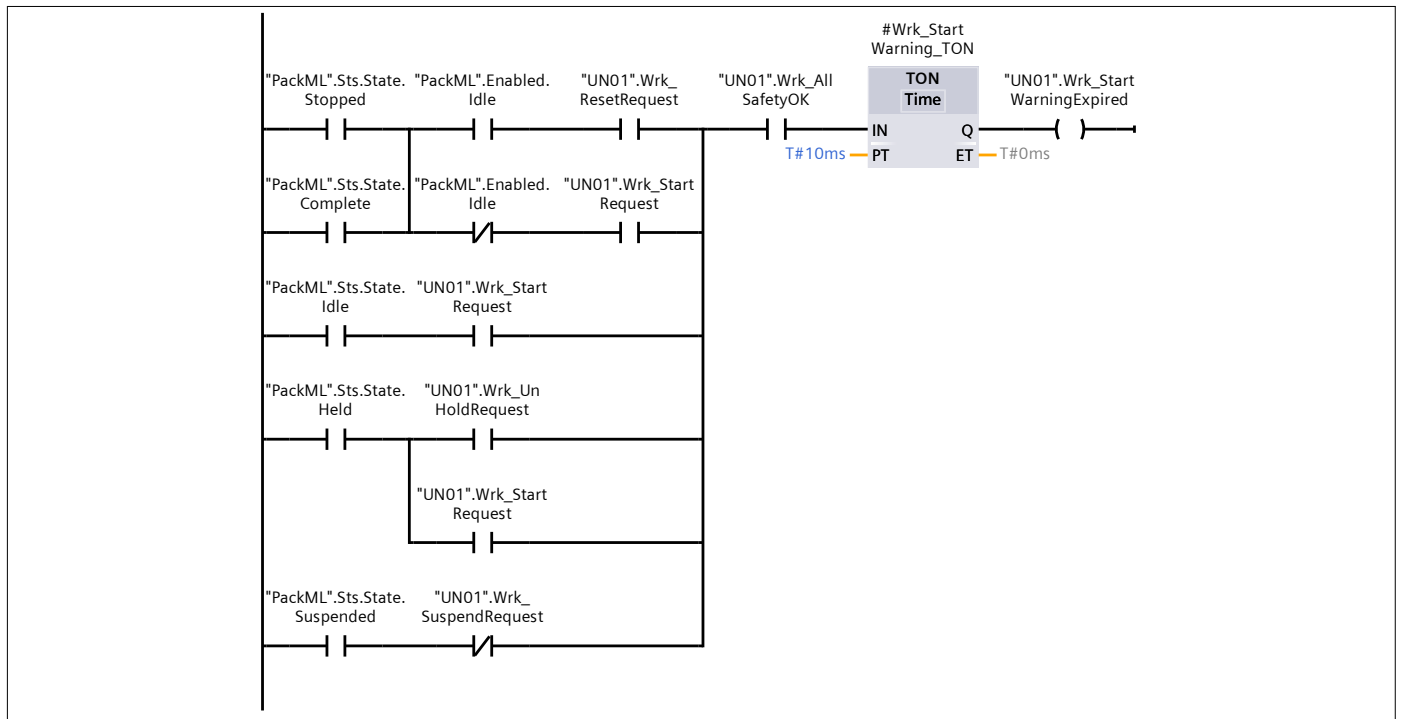 #Wrk_Start
Warning_TON
"PackML".Sts.State.
Stopped
"PackML".Enabled.
Idle
"UN01".Wrk_
ResetRequest
"UN01".Wrk_All
SafetyOK
TON
Time
"UN01".Wrk_Start
WarningExpired
IN
Q
T#10ms
PT
ET
T#0ms
"PackML".Sts.State.
Complete
"PackML".Enabled.
Idle
"UN01".Wrk_Start
Request
"PackML".Sts.State.
Idle
"UN01".Wrk_Start
Request
"PackML".Sts.State.
Held
"UN01".Wrk_Un
HoldRequest
"UN01".Wrk_Start
Request
"PackML".Sts.State.
Suspended
"UN01".Wrk_
SuspendRequest